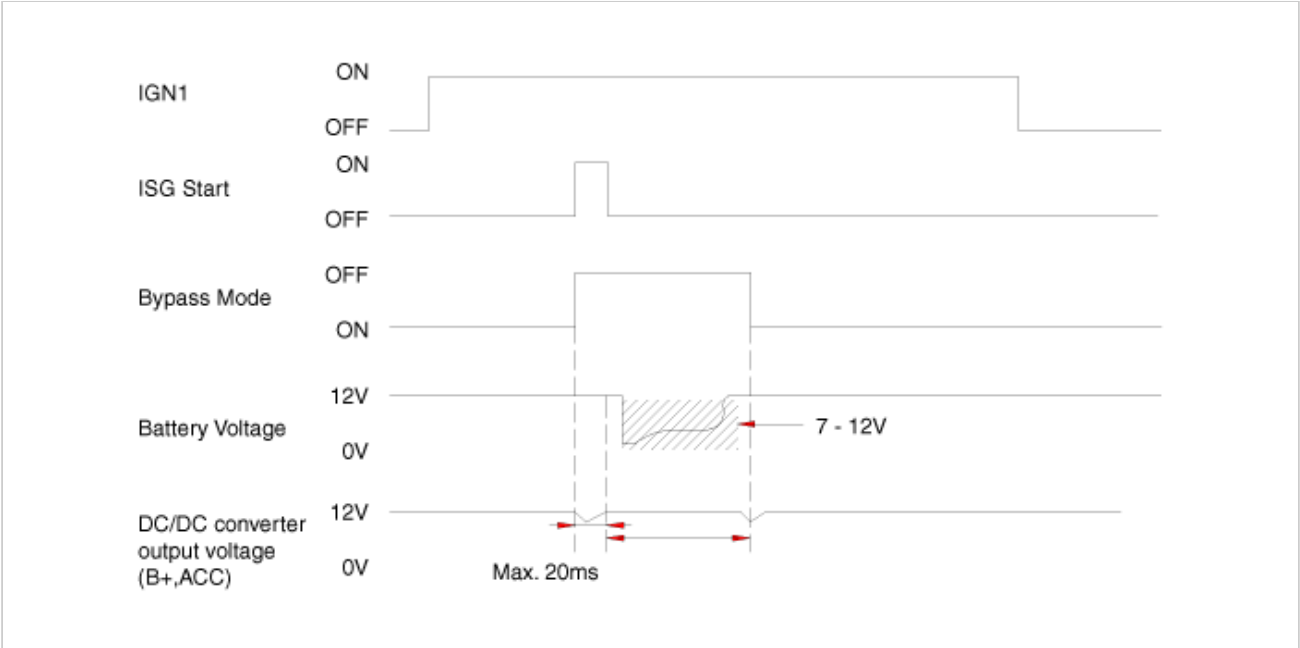 ON
IGN1
OFF
ON
ISG Start
OFF
OFF
Bypass Mode
ON
12V
Battery Voltage
7 - 12V
0V
12V
DC/DC converter
output voltage
(B+,ACC)
0V
Max. 20ms